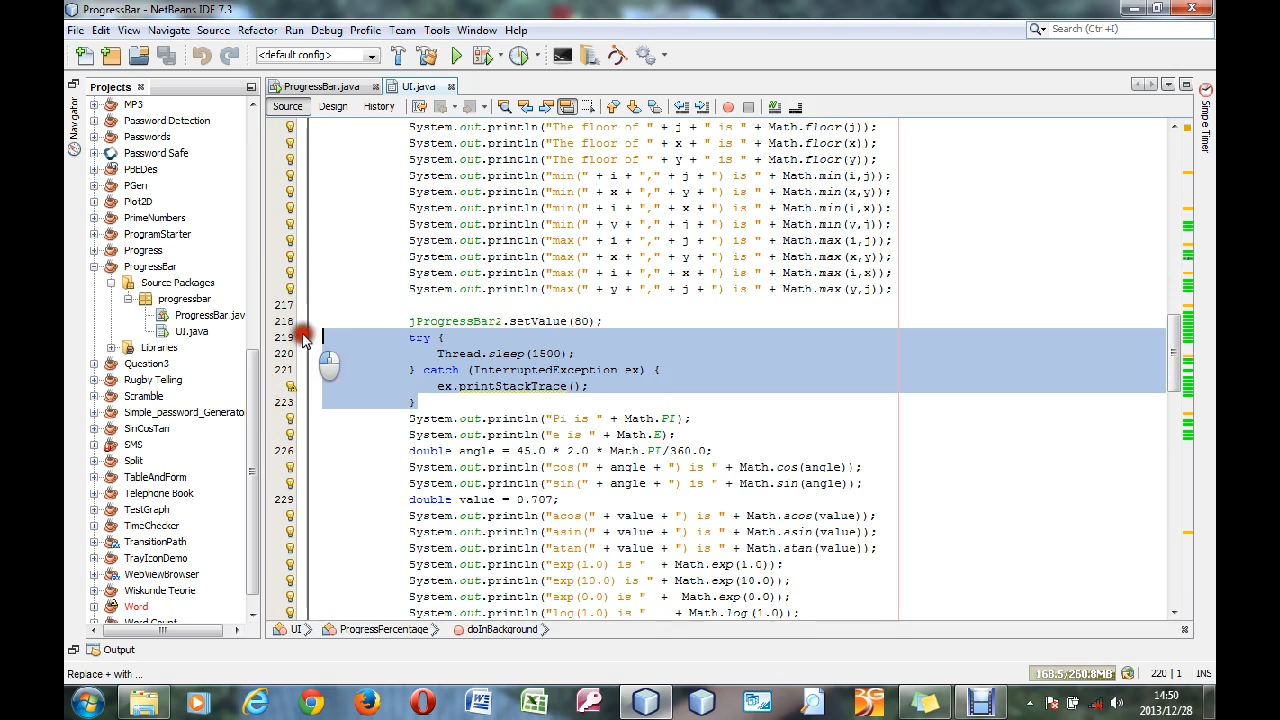 ProgressBar - NetBeans IDE 7.3
File Edit View Navigate Source Refactor Run Debug Profile Team Tools Window Help
Search (Ctrl+I)
<default config>
Projects
ProgressBar.java
UI.java
Navigator
Simple Timer
Source Design History
MP3
Password Detection
Passwords
Password Safe
PBEDes
PGen
Plot2D
PrimeNumbers
ProgramStarter
Progress
ProgressBar
Source Packages
progressbar
ProgressBar.jav
UI.java
Libraries
Question3
Rugby Telling
Scramble
Simple_password_Generator
SinCosTan
SMS
Split
TableAndForm
Telephone Book
TestGraph
TimeChecker
TransitionPath
TrayIconDemo
WebViewBrowser
Wiskunde Teorie
Word
Word Count
System.out.println("The floor of " + j + " is " + Math.floor(j));
System.out.println("The floor of " + x + " is " + Math.floor(x));
System.out.println("The floor of " + y + " is " + Math.floor(y));
System.out.println("min(" + i + "," + j + ") is " + Math.min(i,j));
System.out.println("min(" + x + "," + y + ") is " + Math.min(x,y));
System.out.println("min(" + i + "," + x + ") is " + Math.min(i,x));
System.out.println("min(" + y + "," + j + ") is " + Math.min(y,j));
System.out.println("max(" + i + "," + j + ") is " + Math.max(i,j));
System.out.println("max(" + x + "," + y + ") is " + Math.max(x,y));
System.out.println("max(" + i + "," + x + ") is " + Math.max(i,x));
System.out.println("max(" + y + "," + j + ") is " + Math.max(y,j));
217
218 jProgressBar2.setValue(80);
219 try {
220 Thread.sleep(1500);
221 } catch (InterruptedException ex) {
ex.printStackTrace();
223 }
System.out.println("Pi is " + Math.PI);
System.out.println("e is " + Math.E);
226 double angle = 45.0 * 2.0 * Math.PI/360.0;
System.out.println("cos(" + angle + ") is " + Math.cos(angle));
System.out.println("sin(" + angle + ") is " + Math.sin(angle));
229 double value = 0.707;
System.out.println("acos(" + value + ") is " + Math.acos(value));
System.out.println("asin(" + value + ") is " + Math.asin(value));
System.out.println("atan(" + value + ") is " + Math.atan(value));
System.out.println("exp(1.0) is " + Math.exp(1.0));
System.out.println("exp(10.0) is " + Math.exp(10.0));
System.out.println("exp(0.0) is " + Math.exp(0.0));
System.out.println("log(1.0) is " + Math.log(1.0));
UI ProgressPercentage doInBackground
Output
Replace + with ...
168.5/260.8MB
220 | 1
INS
3G
14:50
2013/12/28